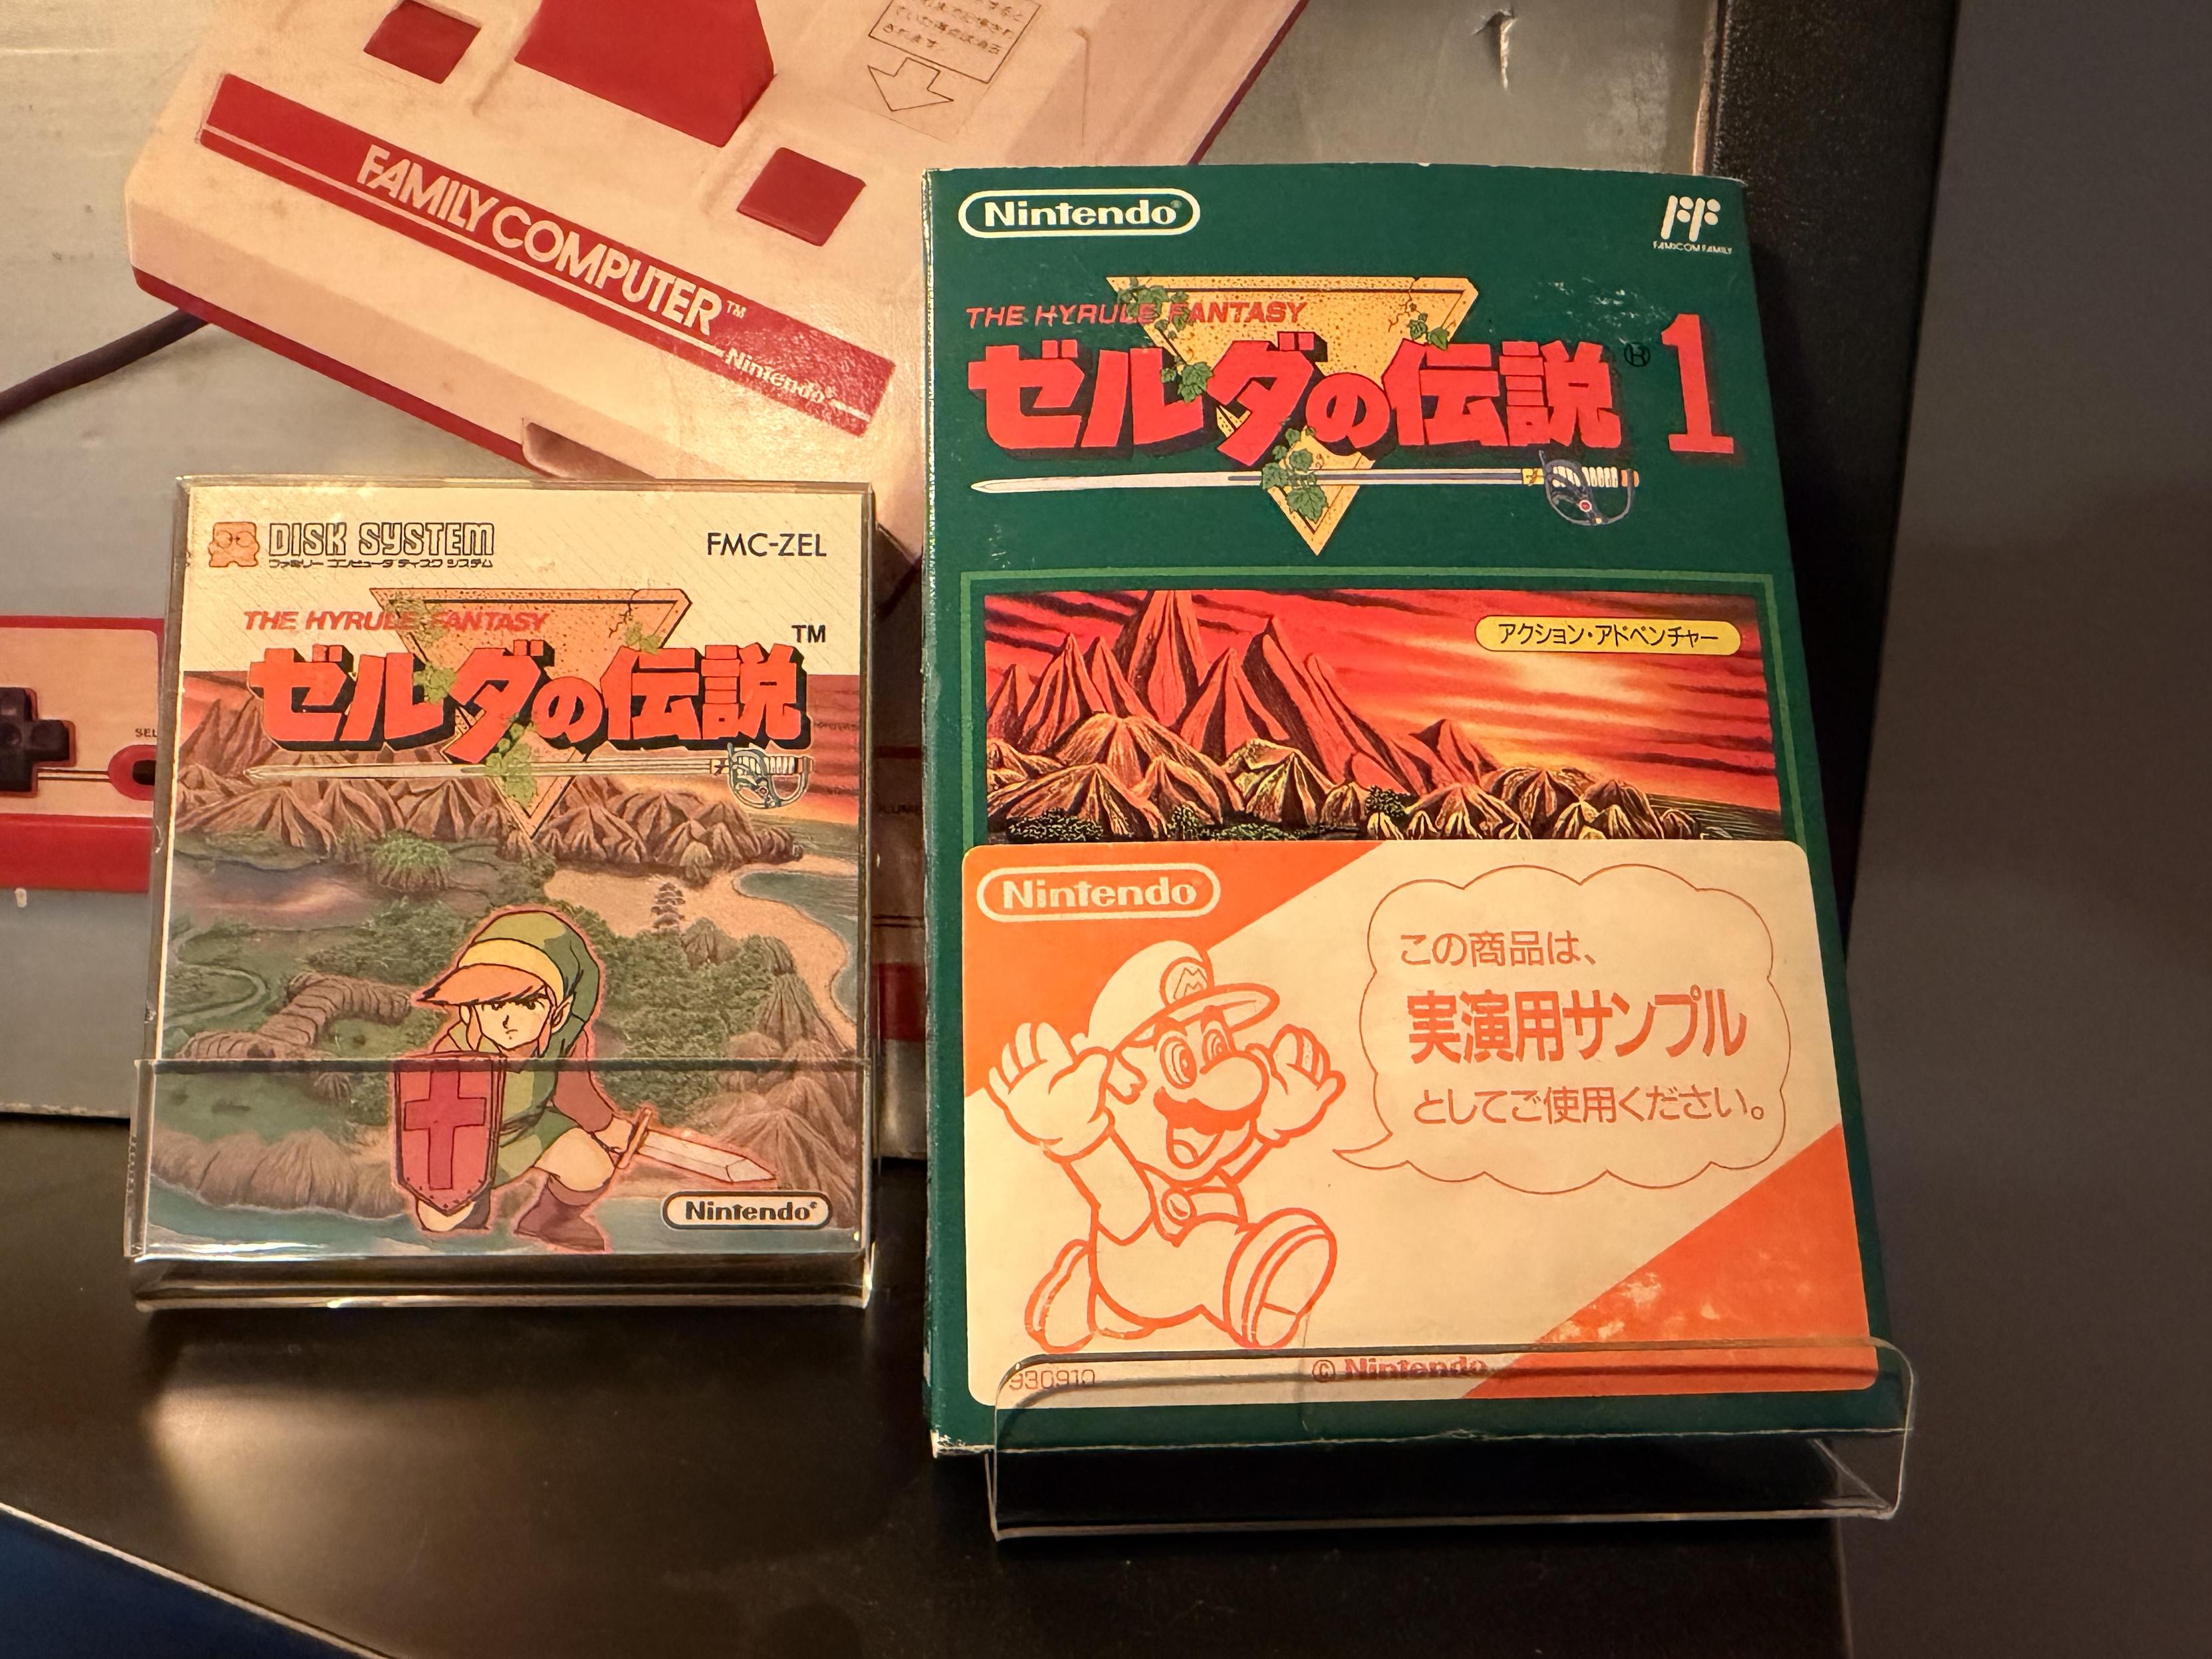 FAMILY COMPUTER™
Nintendo®
Nintendo®
FAMICOM FAMILY
THE HYRULE FANTASY
ゼルダの伝説® 1
アクション・アドベンチャー
Nintendo®
この商品は、
実演用サンプル
としてご使用ください。
930910
© Nintendo
DISK SYSTEM
ファミリー コンピュータ ディスク システム
FMC-ZEL
THE HYRULE FANTASY
ゼルダの伝説™
Nintendo®